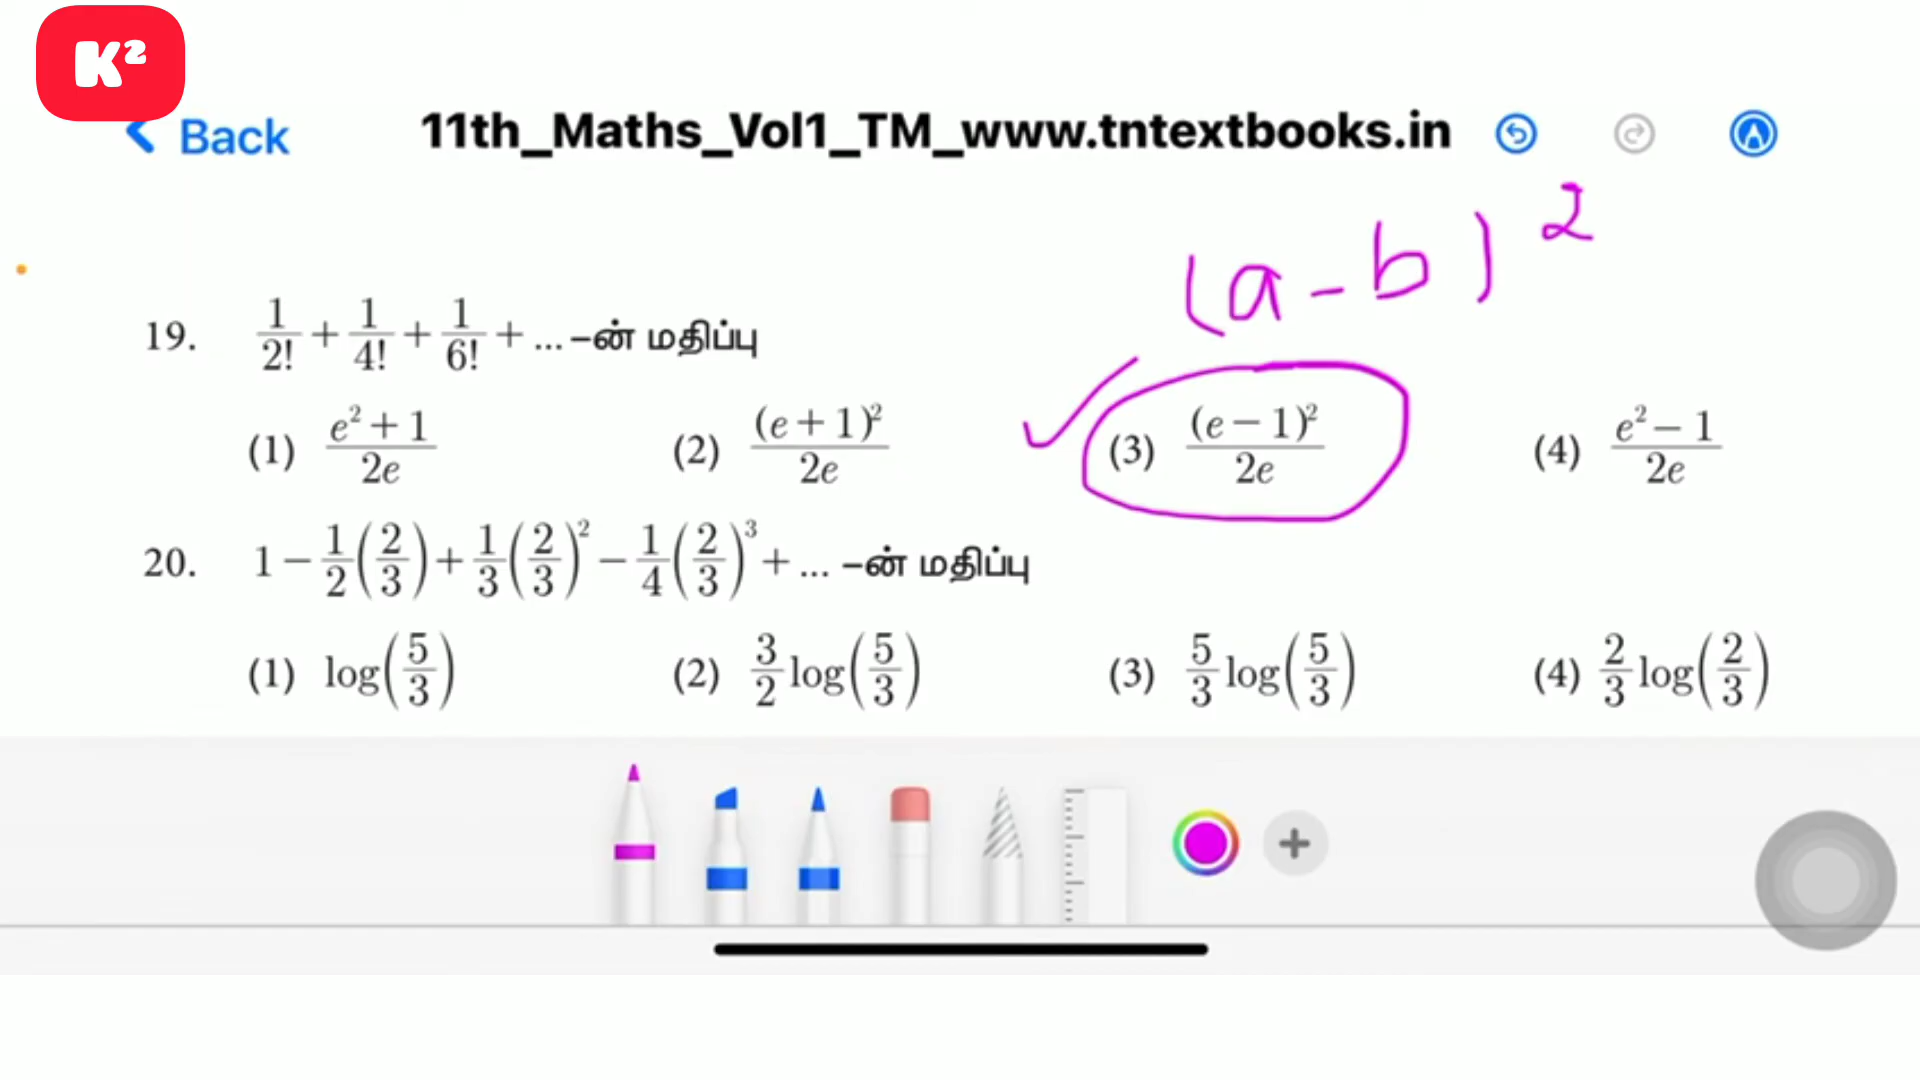 K²
Back 11th_Maths_Vol1_TM_www.tntextbooks.in
(a-b)²
19. 1/2! + 1/4! + 1/6! + ... –ன் மதிப்பு
(1) e²+1/2e (2) (e+1)²/2e (3) (e−1)²/2e (4) e²−1/2e
20. 1 − 1/2(2/3) + 1/3(2/3)² − 1/4(2/3)³ + ... –ன் மதிப்பு
(1) log(5/3) (2) 3/2 log(5/3) (3) 5/3 log(5/3) (4) 2/3 log(2/3)